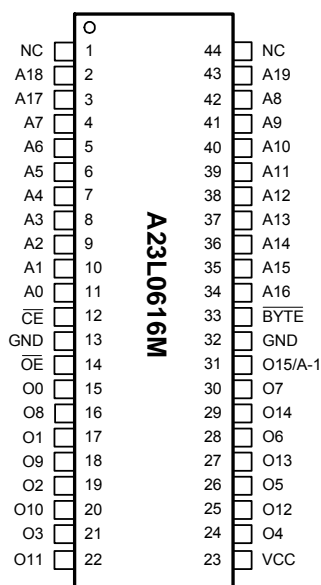 NC 1 44 NC
A18 2 43 A19
A17 3 42 A8
A7 4 41 A9
A6 5 40 A10
A5 6 39 A11
A4 7 38 A12
A3 8 37 A13
A2 9 36 A14
A1 10 35 A15
A0 11 34 A16
C̅E̅ 12 33 B̅Y̅T̅E̅
GND 13 32 GND
O̅E̅ 14 31 O15/A-1
O0 15 30 O7
O8 16 29 O14
O1 17 28 O6
O9 18 27 O13
O2 19 26 O5
O10 20 25 O12
O3 21 24 O4
O11 22 23 VCC
A23L0616M